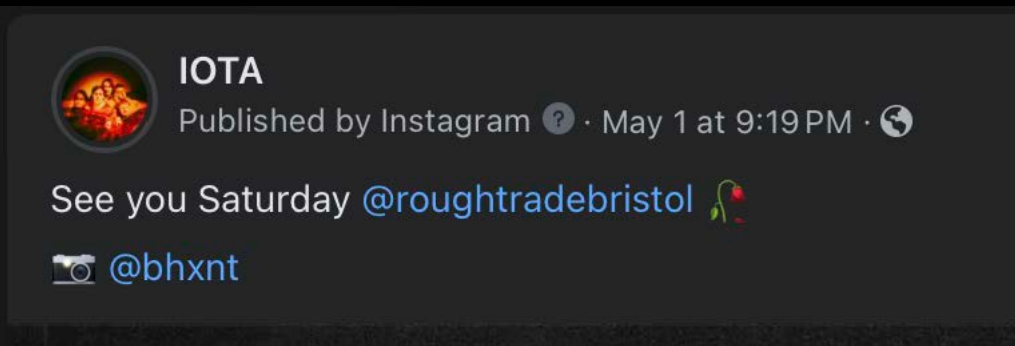 IOTA
Published by Instagram ? · May 1 at 9:19 PM ·
See you Saturday @roughtradebristol 🥀
📷 @bhxnt